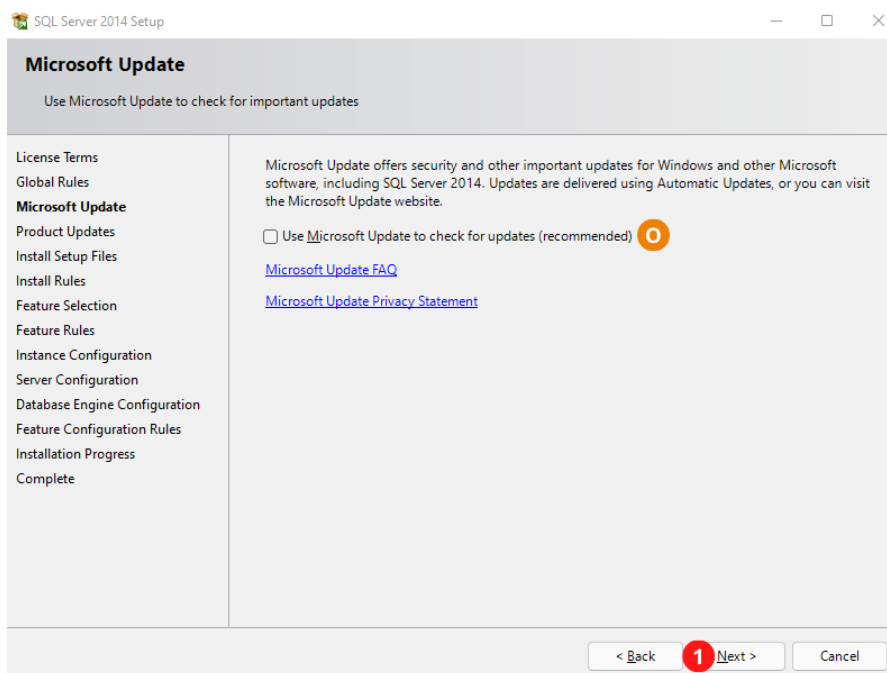 SQL Server 2014 Setup
Microsoft Update
Use Microsoft Update to check for important updates
License Terms
Global Rules
Microsoft Update
Product Updates
Install Setup Files
Install Rules
Feature Selection
Feature Rules
Instance Configuration
Server Configuration
Database Engine Configuration
Feature Configuration Rules
Installation Progress
Complete
Microsoft Update offers security and other important updates for Windows and other Microsoft
software, including SQL Server 2014. Updates are delivered using Automatic Updates, or you can visit
the Microsoft Update website.
Use Microsoft Update to check for updates (recommended) O
Microsoft Update FAQ
Microsoft Update Privacy Statement
< Back 1 Next > Cancel